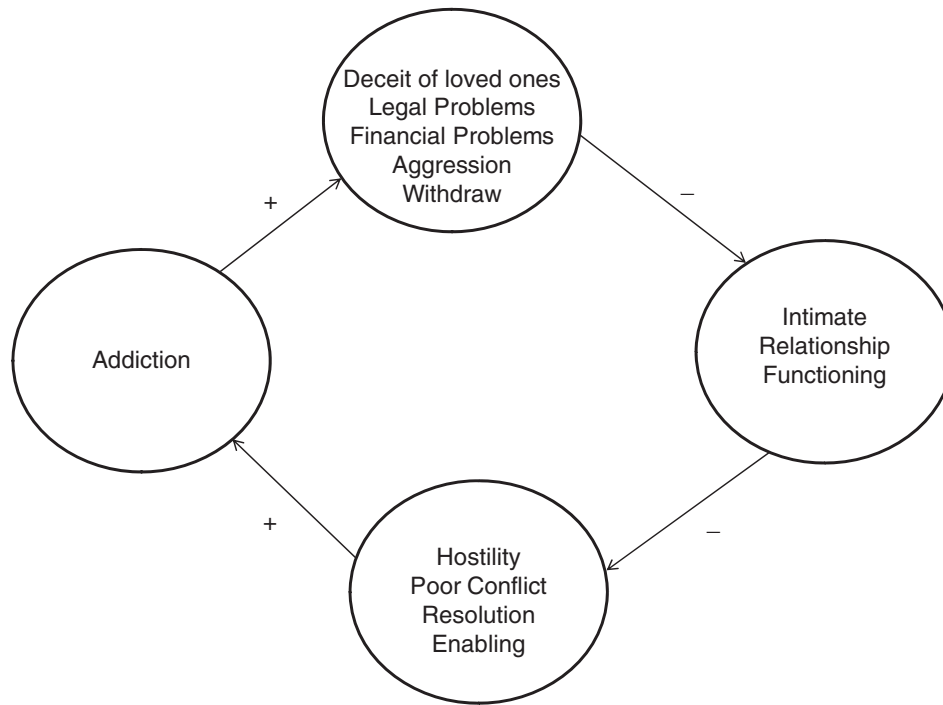 Deceit of loved ones
Legal Problems
Financial Problems
Aggression
Withdraw
+
–
Addiction
Intimate
Relationship
Functioning
+
–
Hostility
Poor Conflict
Resolution
Enabling